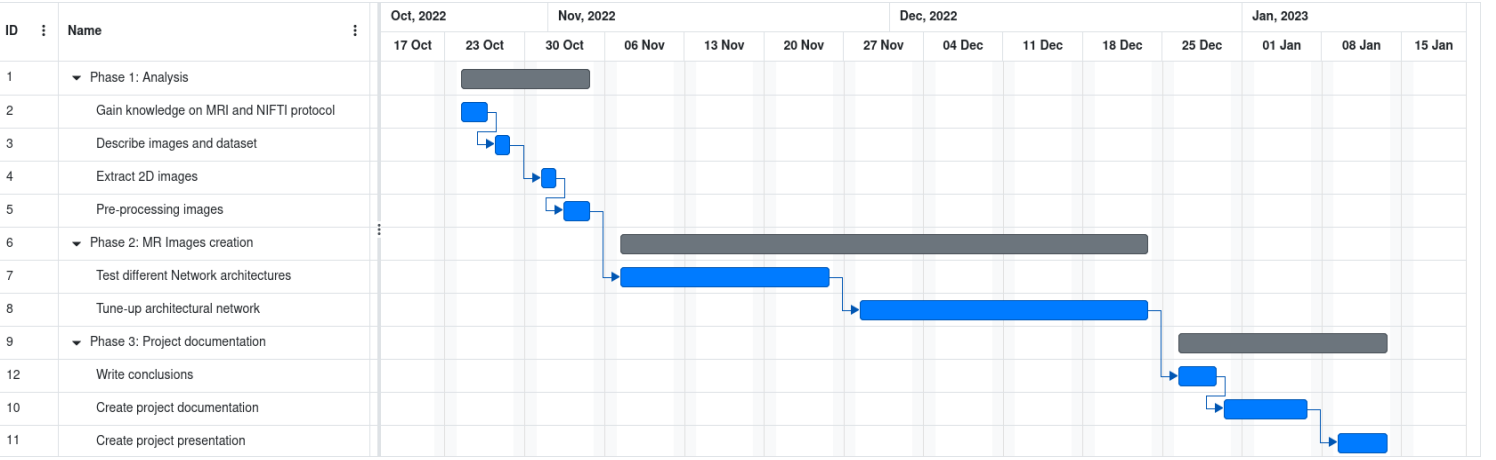 Oct, 2022 Nov, 2022 Dec, 2022 Jan, 2023
ID Name
17 Oct 23 Oct 30 Oct 06 Nov 13 Nov 20 Nov 27 Nov 04 Dec 11 Dec 18 Dec 25 Dec 01 Jan 08 Jan 15 Jan
1 Phase 1: Analysis
2 Gain knowledge on MRI and NIFTI protocol
3 Describe images and dataset
4 Extract 2D images
5 Pre-processing images
6 Phase 2: MR Images creation
7 Test different Network architectures
8 Tune-up architectural network
9 Phase 3: Project documentation
12 Write conclusions
10 Create project documentation
11 Create project presentation